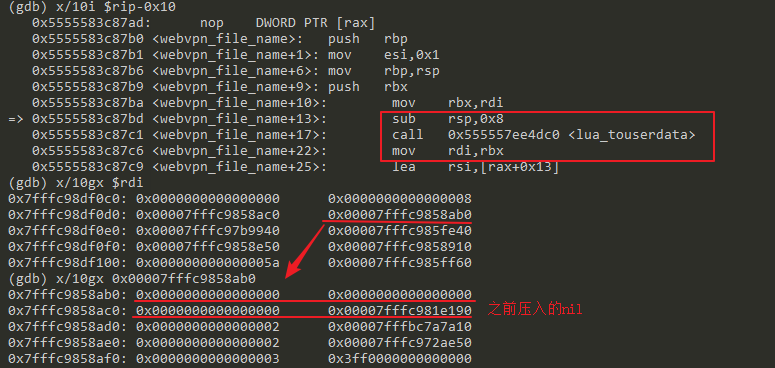 (gdb) x/10i $rip-0x10
0x5555583c87ad: nop DWORD PTR [rax]
0x5555583c87b0 <webvpn_file_name>: push rbp
0x5555583c87b1 <webvpn_file_name+1>: mov esi,0x1
0x5555583c87b6 <webvpn_file_name+6>: mov rbp,rsp
0x5555583c87b9 <webvpn_file_name+9>: push rbx
0x5555583c87ba <webvpn_file_name+10>: mov rbx,rdi
=> 0x5555583c87bd <webvpn_file_name+13>: sub rsp,0x8
0x5555583c87c1 <webvpn_file_name+17>: call 0x555557ee4dc0 <lua_touserdata>
0x5555583c87c6 <webvpn_file_name+22>: mov rdi,rbx
0x5555583c87c9 <webvpn_file_name+25>: lea rsi,[rax+0x13]
(gdb) x/10gx $rdi
0x7fffc98df0c0: 0x0000000000000000 0x0000000000000008
0x7fffc98df0d0: 0x00007fffc9858ac0 0x00007fffc9858ab0
0x7fffc98df0e0: 0x00007fffc97b9940 0x00007fffc985fe40
0x7fffc98df0f0: 0x00007fffc9858e50 0x00007fffc9858910
0x7fffc98df100: 0x000000000000005a 0x00007fffc985ff60
(gdb) x/10gx 0x00007fffc9858ab0
0x7fffc9858ab0: 0x0000000000000000 0x0000000000000000
0x7fffc9858ac0: 0x0000000000000000 0x00007fffc981e190 之前压入的nil
0x7fffc9858ad0: 0x0000000000000002 0x00007fffbc7a7a10
0x7fffc9858ae0: 0x0000000000000002 0x00007fffc972ae50
0x7fffc9858af0: 0x0000000000000003 0x3ff0000000000000